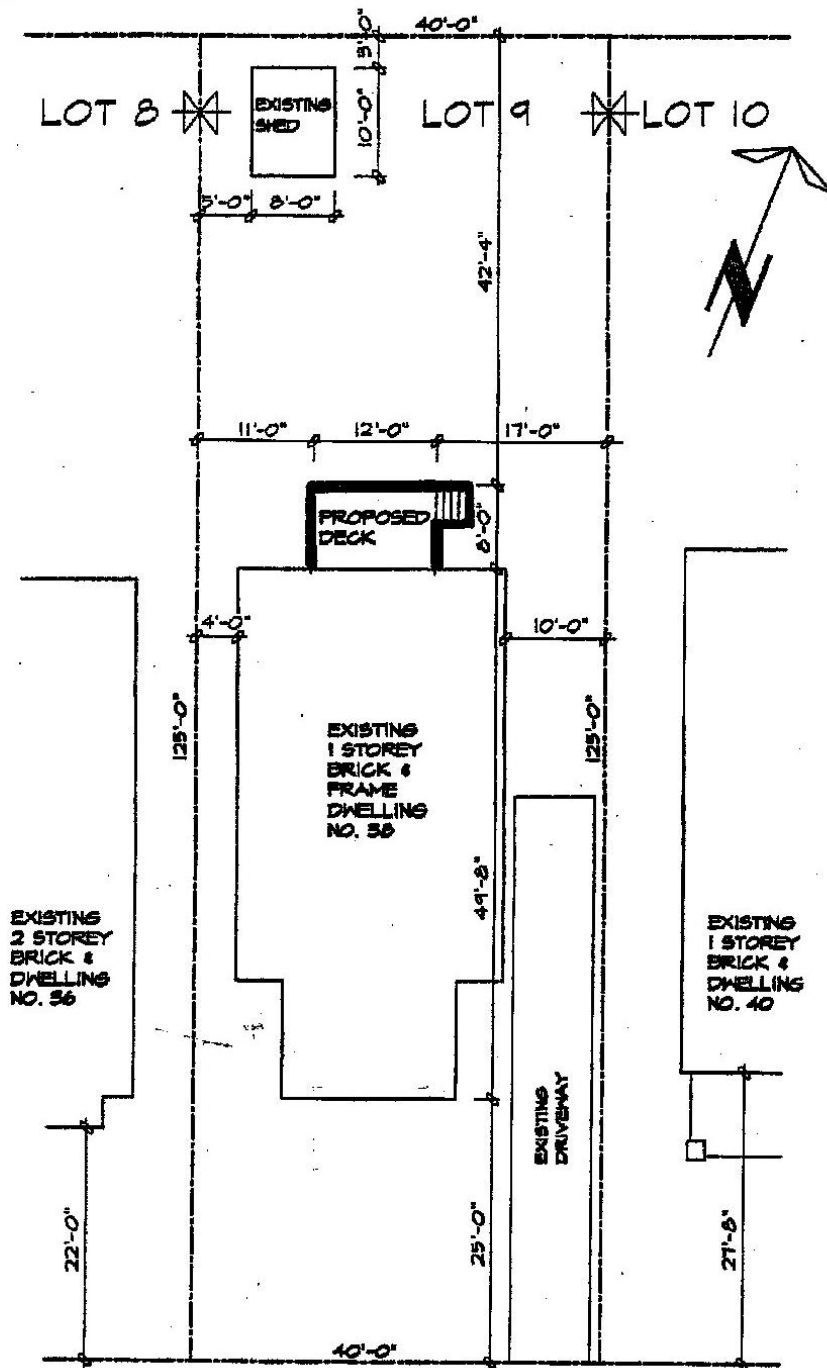 40'-0"
3'-0"
LOT 8
EXISTING
SHED
10'-0"
LOT 9
LOT 10
3'-0"
8'-0"
42'-4"
N
11'-0"
12'-0"
17'-0"
PROPOSED
DECK
8'-0"
4'-0"
10'-0"
125'-0"
125'-0"
EXISTING
1 STOREY
BRICK &
FRAME
DWELLING
NO. 38
49'-8"
EXISTING
2 STOREY
BRICK &
DWELLING
NO. 36
EXISTING
1 STOREY
BRICK &
DWELLING
NO. 40
EXISTING
DRIVEWAY
22'-0"
25'-0"
27'-8"
40'-0"